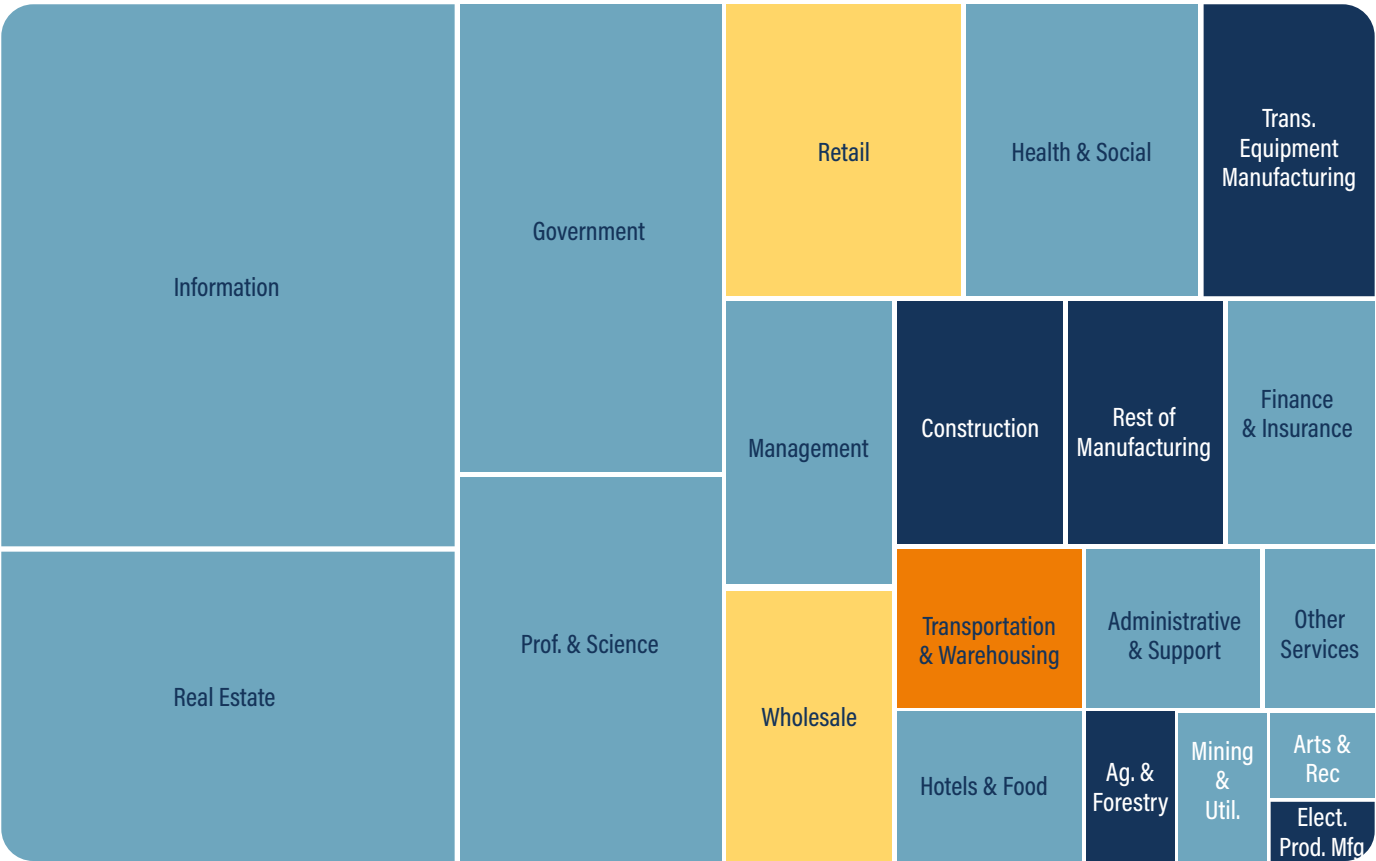 Information
Real Estate
Government
Prof. & Science
Retail
Health & Social
Trans.
Equipment
Manufacturing
Management
Wholesale
Construction
Rest of
Manufacturing
Finance
& Insurance
Transportation
& Warehousing
Administrative
& Support
Other
Services
Hotels & Food
Ag. &
Forestry
Mining
&
Util.
Arts &
Rec
Elect.
Prod. Mfg